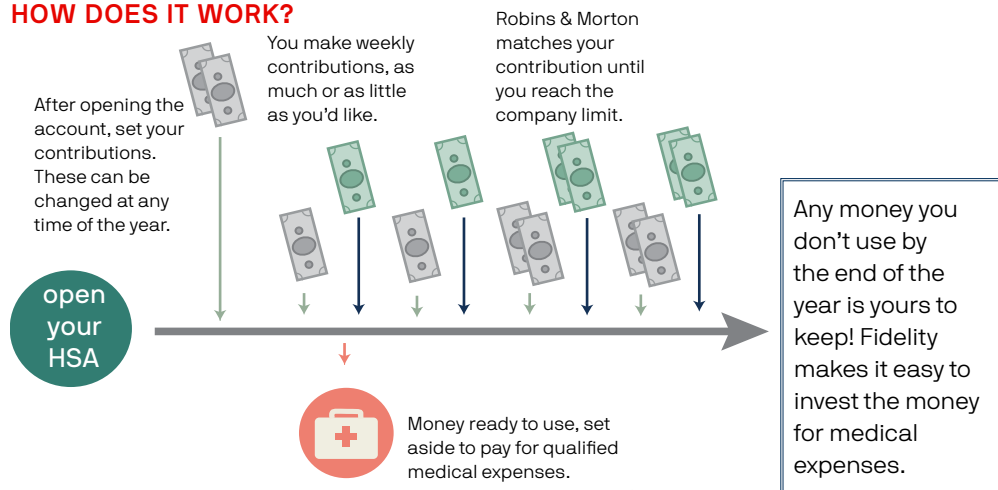 HOW DOES IT WORK?
After opening the
account, set your
contributions.
These can be
changed at any
time of the year.
You make weekly
contributions, as
much or as little
as you’d like.
Robins & Morton
matches your
contribution until
you reach the
company limit.
open
your
HSA
Money ready to use, set
aside to pay for qualified
medical expenses.
Any money you
don’t use by
the end of the
year is yours to
keep! Fidelity
makes it easy to
invest the money
for medical
expenses.